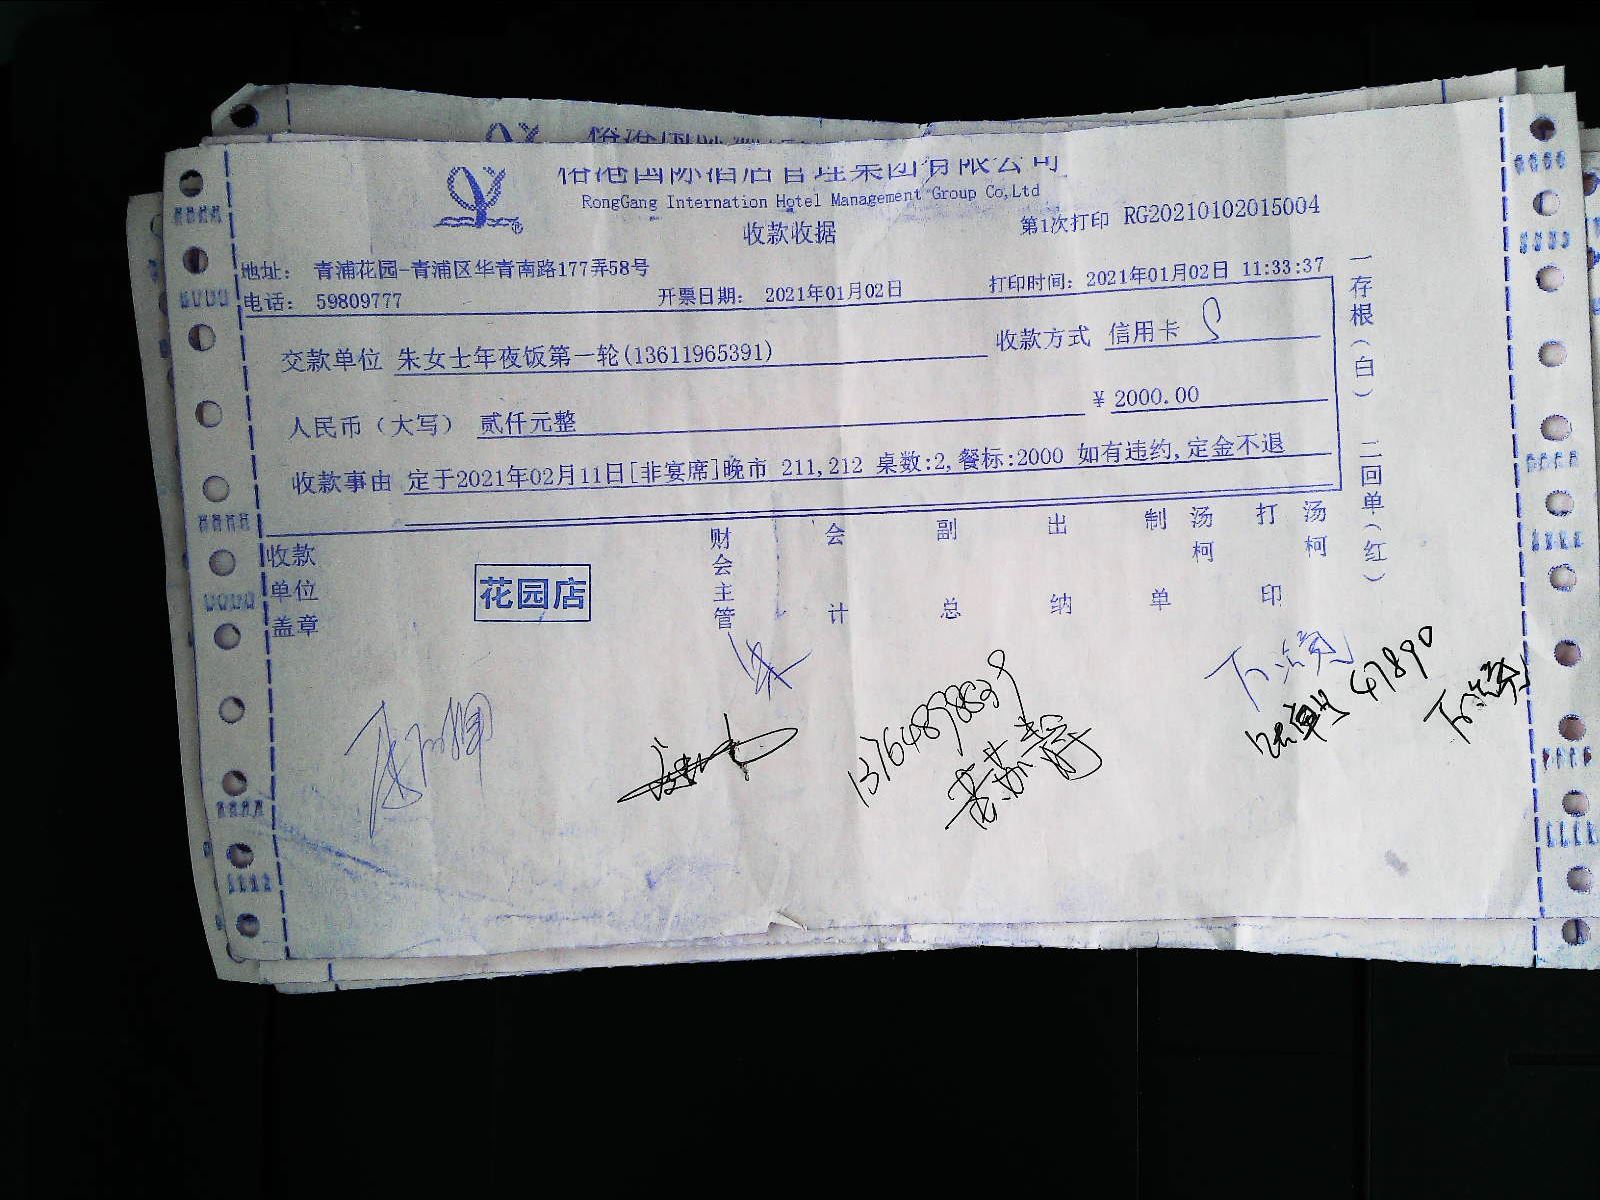 俗港国际酒店管理集团有限公司
RongGang Internation Hotel Management Group Co,Ltd
收款收据
第1次打印 RG20210102015004
地址： 青浦花园-青浦区华青南路177弄58号
电话： 59809777
开票日期： 2021年01月02日
打印时间：2021年01月02日 11:33:37
交款单位 朱女士年夜饭第一轮(13611965391)
收款方式 信用卡
人民币（大写） 贰仟元整
¥ 2000.00
收款事由 定于2021年02月11日[非宴席]晚市 211,212 桌数:2,餐标:2000 如有违约,定金不退
一存根（白） 二回单（红）
收款单位盖章
花园店
财会主管
会计
副总
出纳
制单
汤柯
打印
汤柯
朱
47890